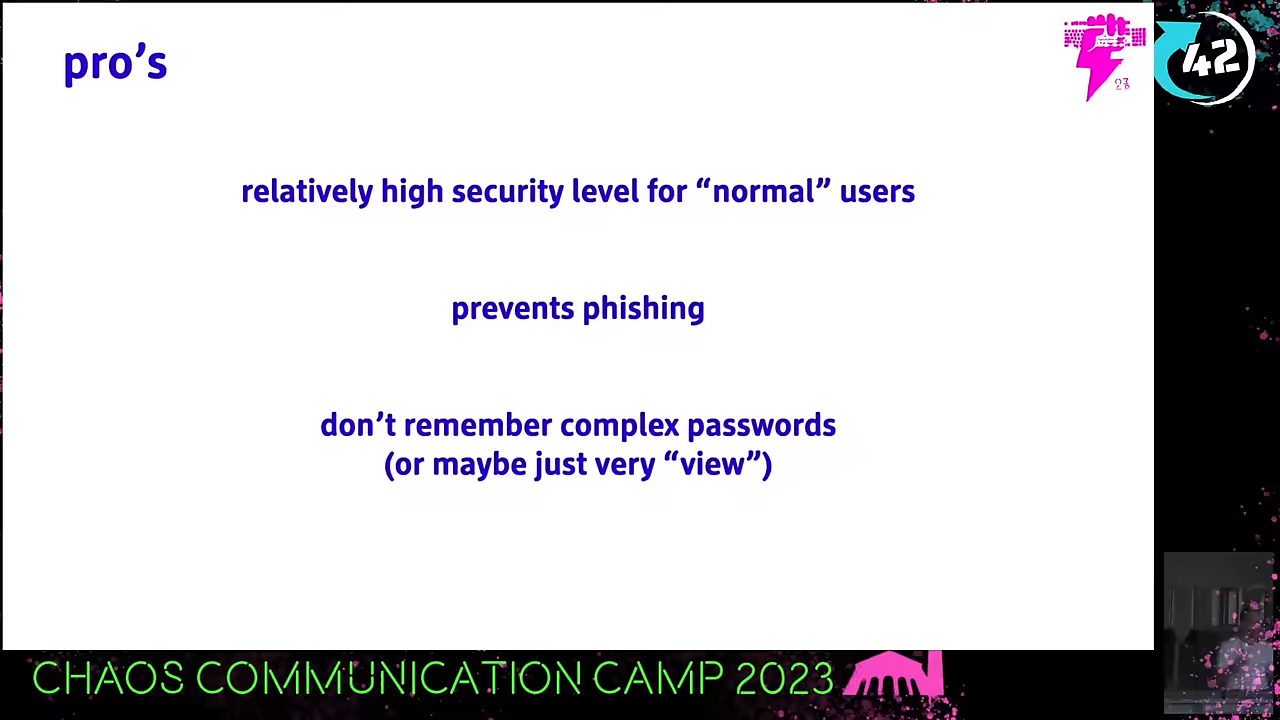 pro’s
42
relatively high security level for “normal” users
prevents phishing
don’t remember complex passwords
(or maybe just very “view”)
CHAOS COMMUNICATION CAMP 2023